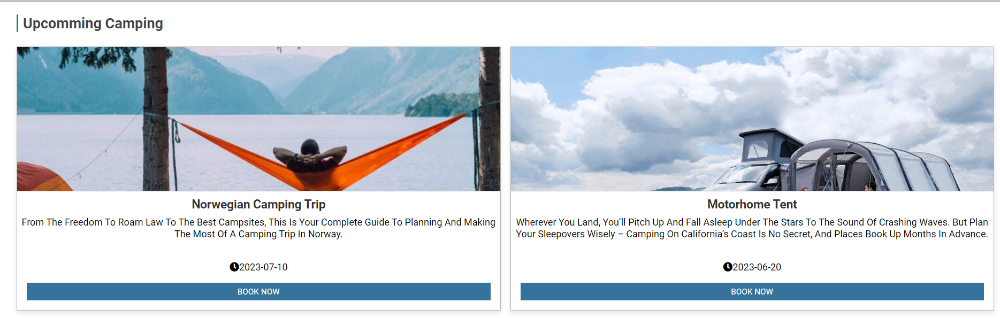 Upcomming Camping
Norwegian Camping Trip
From The Freedom To Roam Law To The Best Campsites, This Is Your Complete Guide To Planning And Making
The Most Of A Camping Trip In Norway.
2023-07-10
BOOK NOW
Motorhome Tent
Wherever You Land, You’ll Pitch Up And Fall Asleep Under The Stars To The Sound Of Crashing Waves. But Plan
Your Sleepovers Wisely – Camping On California’s Coast Is No Secret, And Places Book Up Months In Advance.
2023-06-20
BOOK NOW